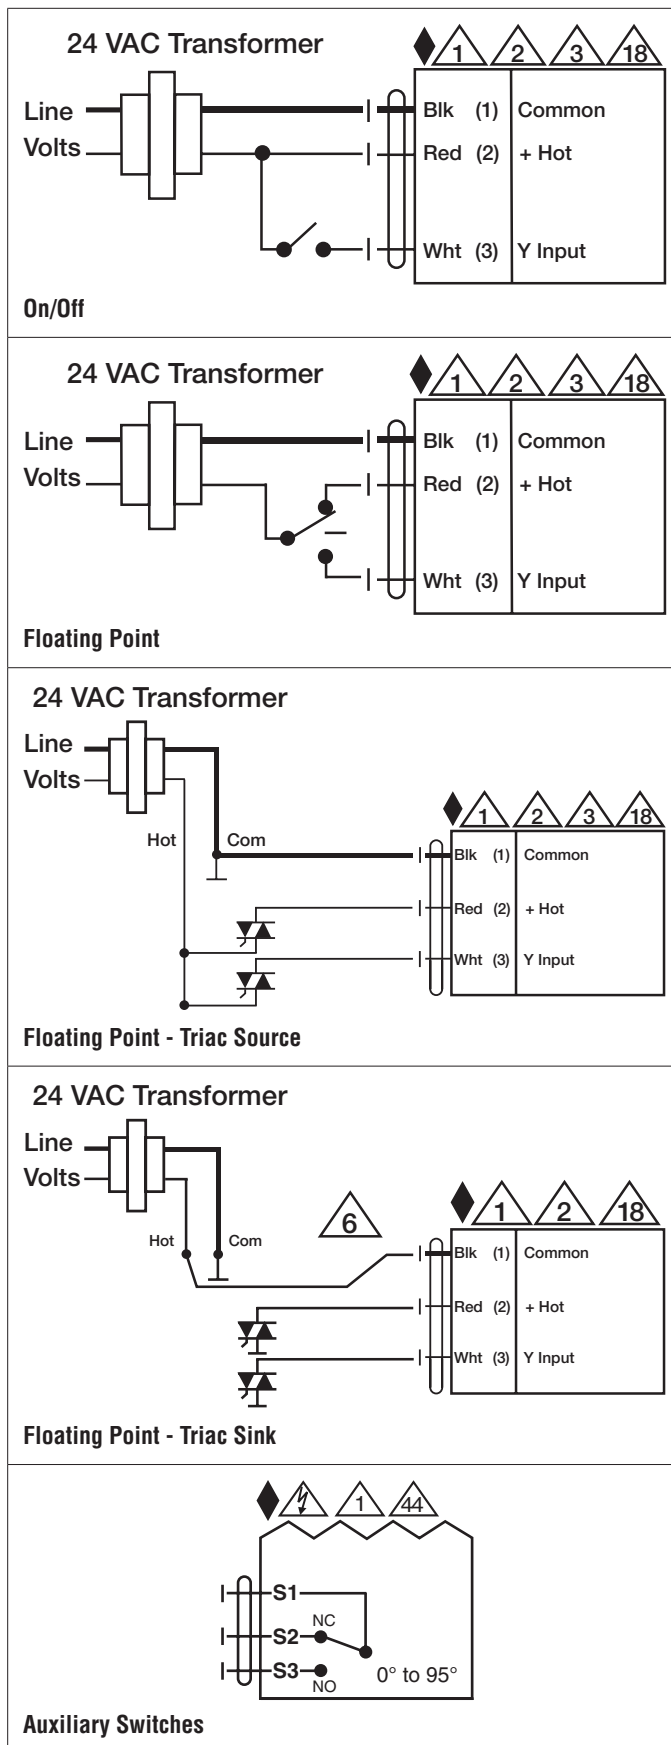 24 VAC Transformer
1 2 3 18
Line
Volts
Blk (1) Common
Red (2) + Hot
Wht (3) Y Input
On/Off
24 VAC Transformer
1 2 3 18
Line
Volts
Blk (1) Common
Red (2) + Hot
Wht (3) Y Input
Floating Point
24 VAC Transformer
Line
Volts
1 2 3 18
Hot Com
Blk (1) Common
Red (2) + Hot
Wht (3) Y Input
Floating Point - Triac Source
24 VAC Transformer
Line
Volts
6 1 2 18
Hot Com
Blk (1) Common
Red (2) + Hot
Wht (3) Y Input
Floating Point - Triac Sink
1 44
S1
NC
S2
S3 0° to 95°
NO
Auxiliary Switches